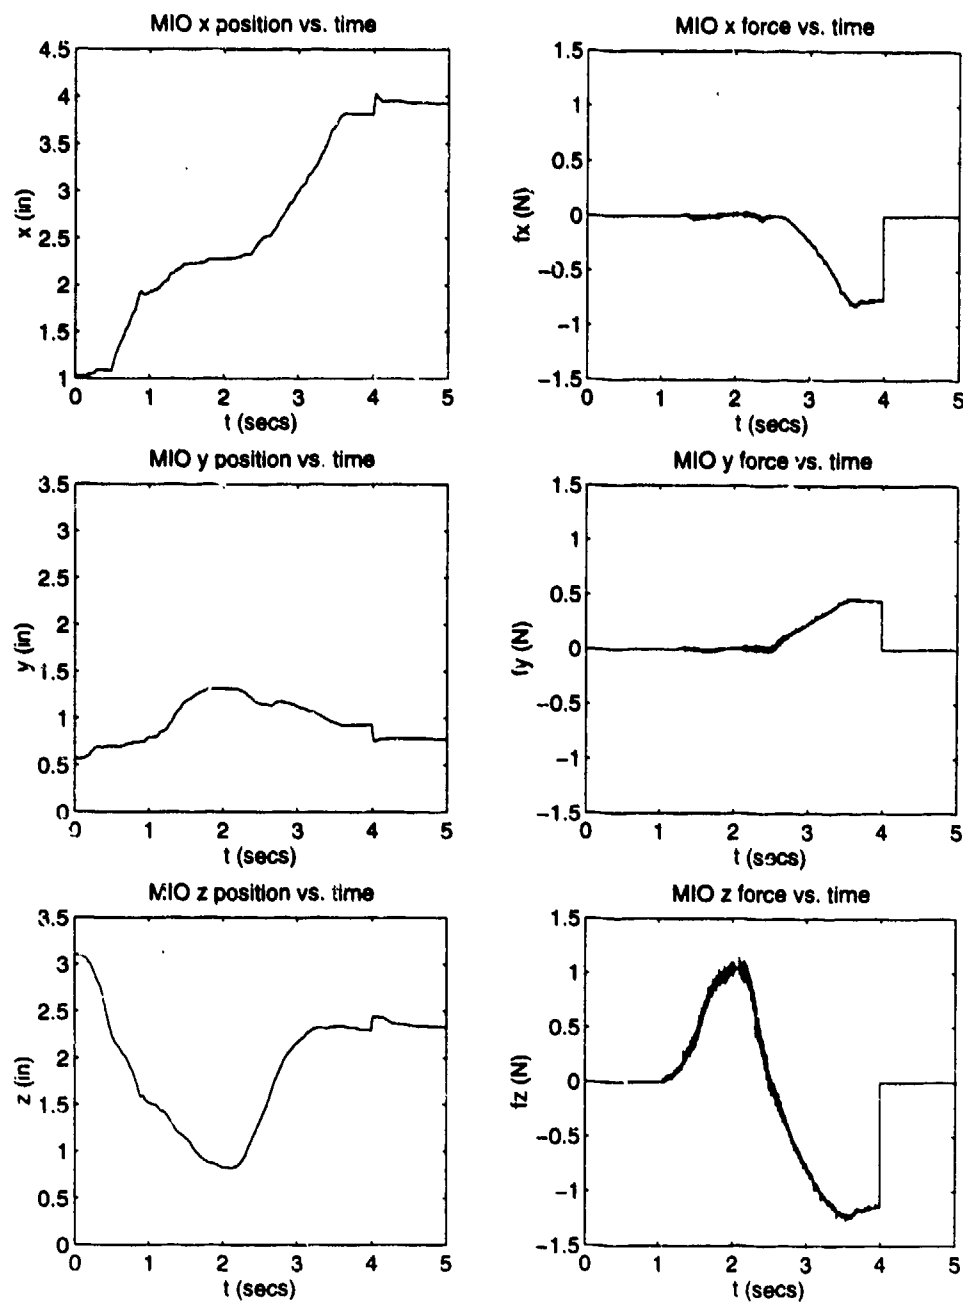 MIO x position vs. time
4.5
4
3.5
3
2.5
2
1.5
1
x (in)
0 1 2 3 4 5
t (secs)
MIO x force vs. time
1.5
1
0.5
0
-0.5
-1
-1.5
fx (N)
0 1 2 3 4 5
t (secs)
MIO y position vs. time
3.5
3
2.5
2
1.5
1
0.5
0
y (in)
0 1 2 3 4 5
t (secs)
MIO y force vs. time
1.5
1
0.5
0
-0.5
-1
-1.5
fy (N)
0 1 2 3 4 5
t (secs)
MIO z position vs. time
3.5
3
2.5
2
1.5
1
0.5
0
z (in)
0 1 2 3 4 5
t (secs)
MIO z force vs. time
1.5
1
0.5
0
-0.5
-1
-1.5
fz (N)
0 1 2 3 4 5
t (secs)